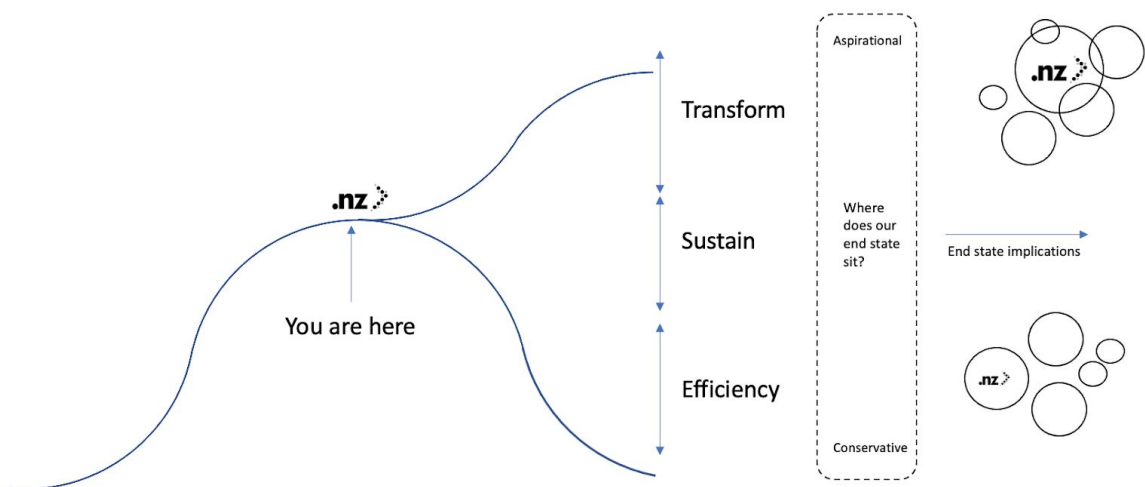 .nz
You are here
Transform
Sustain
Efficiency
Aspirational
Where
does our
end state
sit?
Conservative
.nz
End state implications
.nz